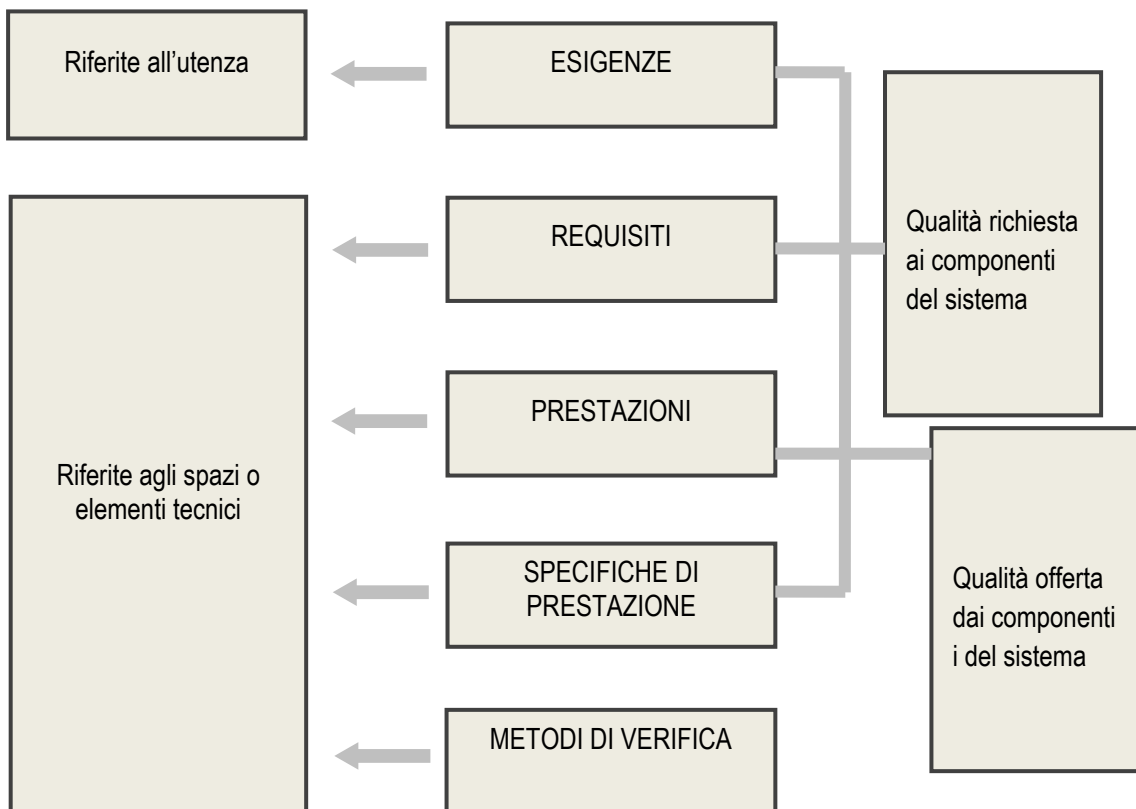 Riferite all’utenza
ESIGENZE
REQUISITI
Qualità richiesta
ai componenti
del sistema
PRESTAZIONI
Riferite agli spazi o
elementi tecnici
SPECIFICHE DI
PRESTAZIONE
Qualità offerta
dai componenti
i del sistema
METODI DI VERIFICA